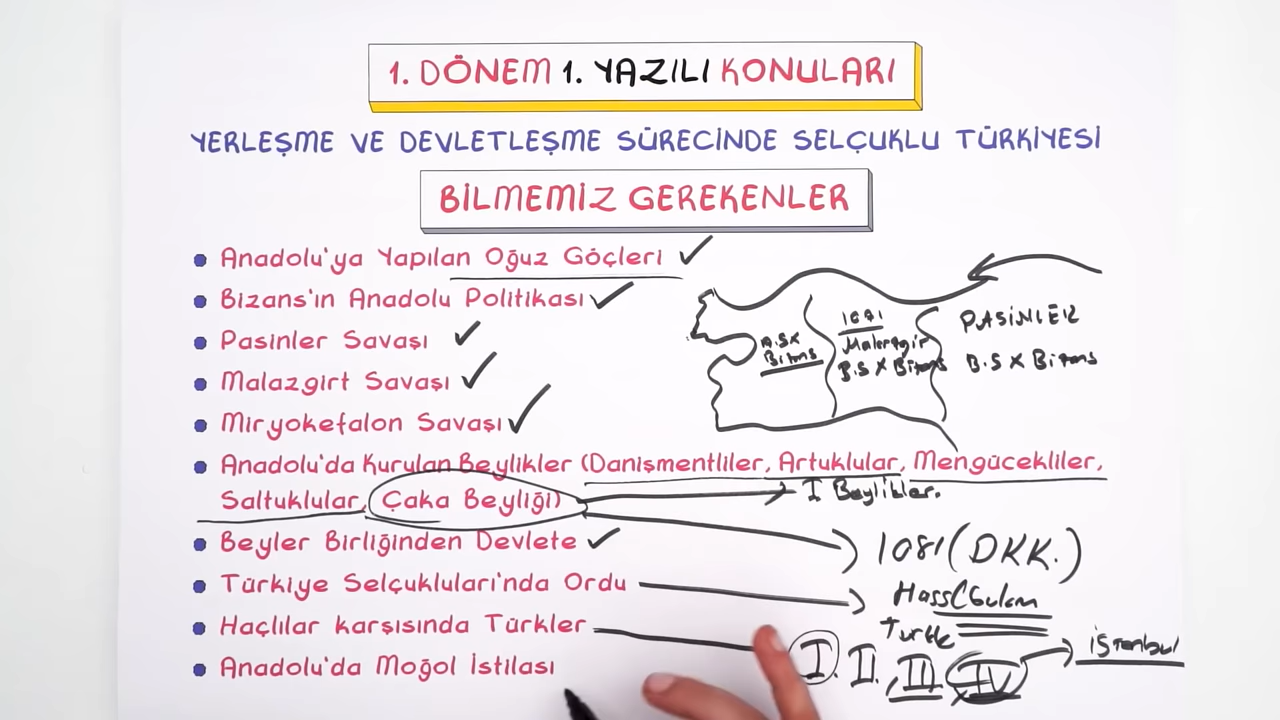 1. DÖNEM 1. YAZILI KONULARI
YERLEŞME VE DEVLETLEŞME SÜRECİNDE SELÇUKLU TÜRKİYESİ
BİLMEMİZ GEREKENLER
Anadolu'ya Yapılan Oğuz Göçleri
Bizans'ın Anadolu Politikası
Pasinler Savaşı
Malazgirt Savaşı
Miryokefalon Savaşı
Anadolu'da Kurulan Beylikler (Danişmentliler, Artuklular, Mengücekliler,
Saltuklular, Çaka Beyliği)
Beyler Birliğinden Devlete
Türkiye Selçukluları'nda Ordu
Haçlılar karşısında Türkler
Anadolu'da Moğol İstilası
PASİNLER
B.S X Bizans
1071
Malazgir
B.S X Bizans
A.S X
Bizans
I Beylikler.
1081 (DKK.)
Hass(Gulam
Türkle
I. II. III IV
İstanbul